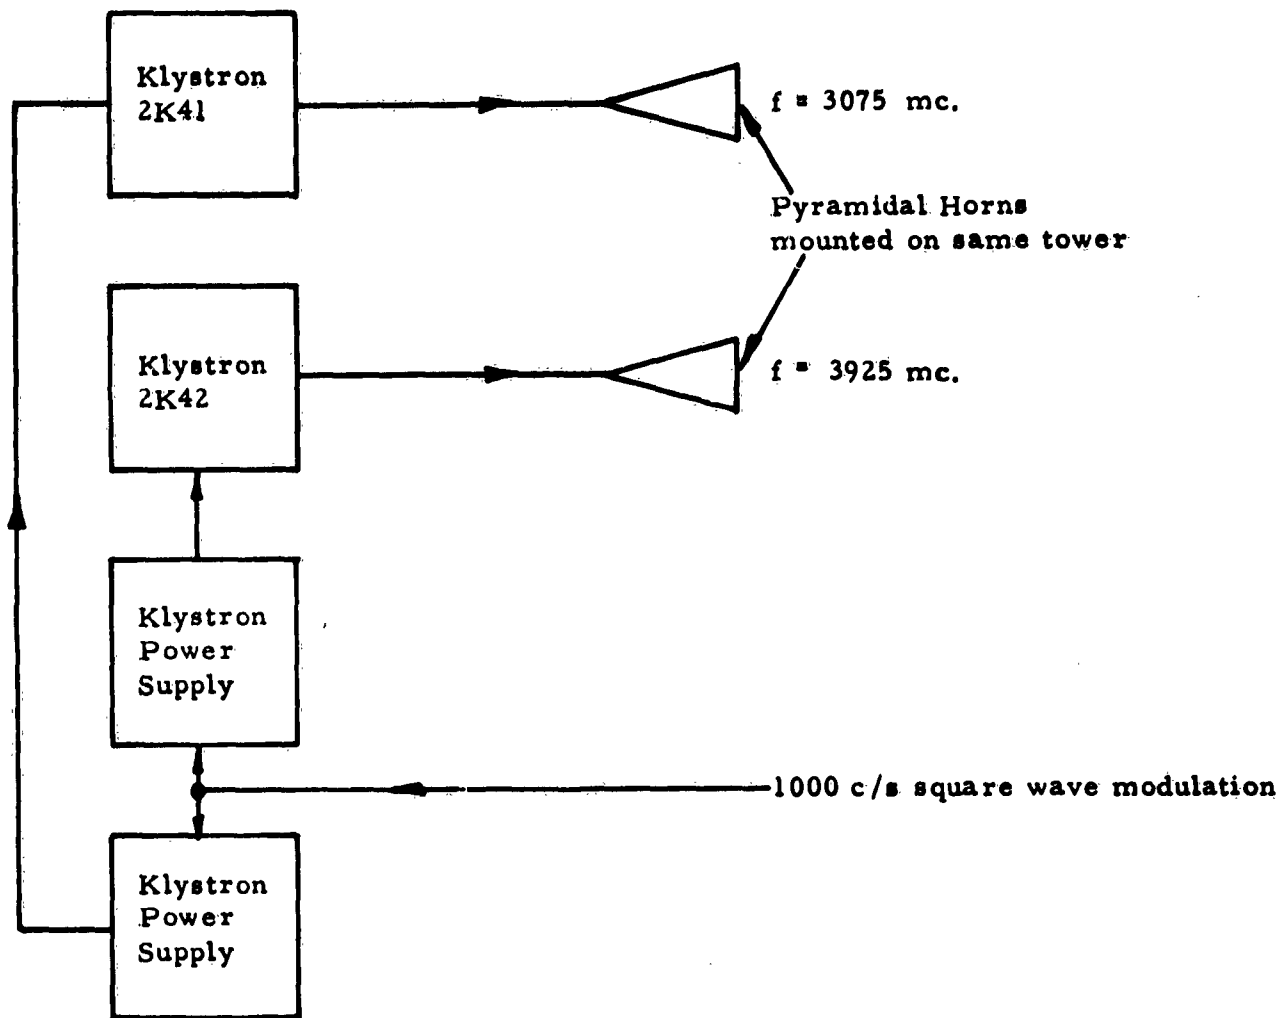 Klystron
2K41
f = 3075 mc.
Pyramidal Horns
mounted on same tower
Klystron
2K42
f = 3925 mc.
Klystron
Power
Supply
1000 c/s square wave modulation
Klystron
Power
Supply